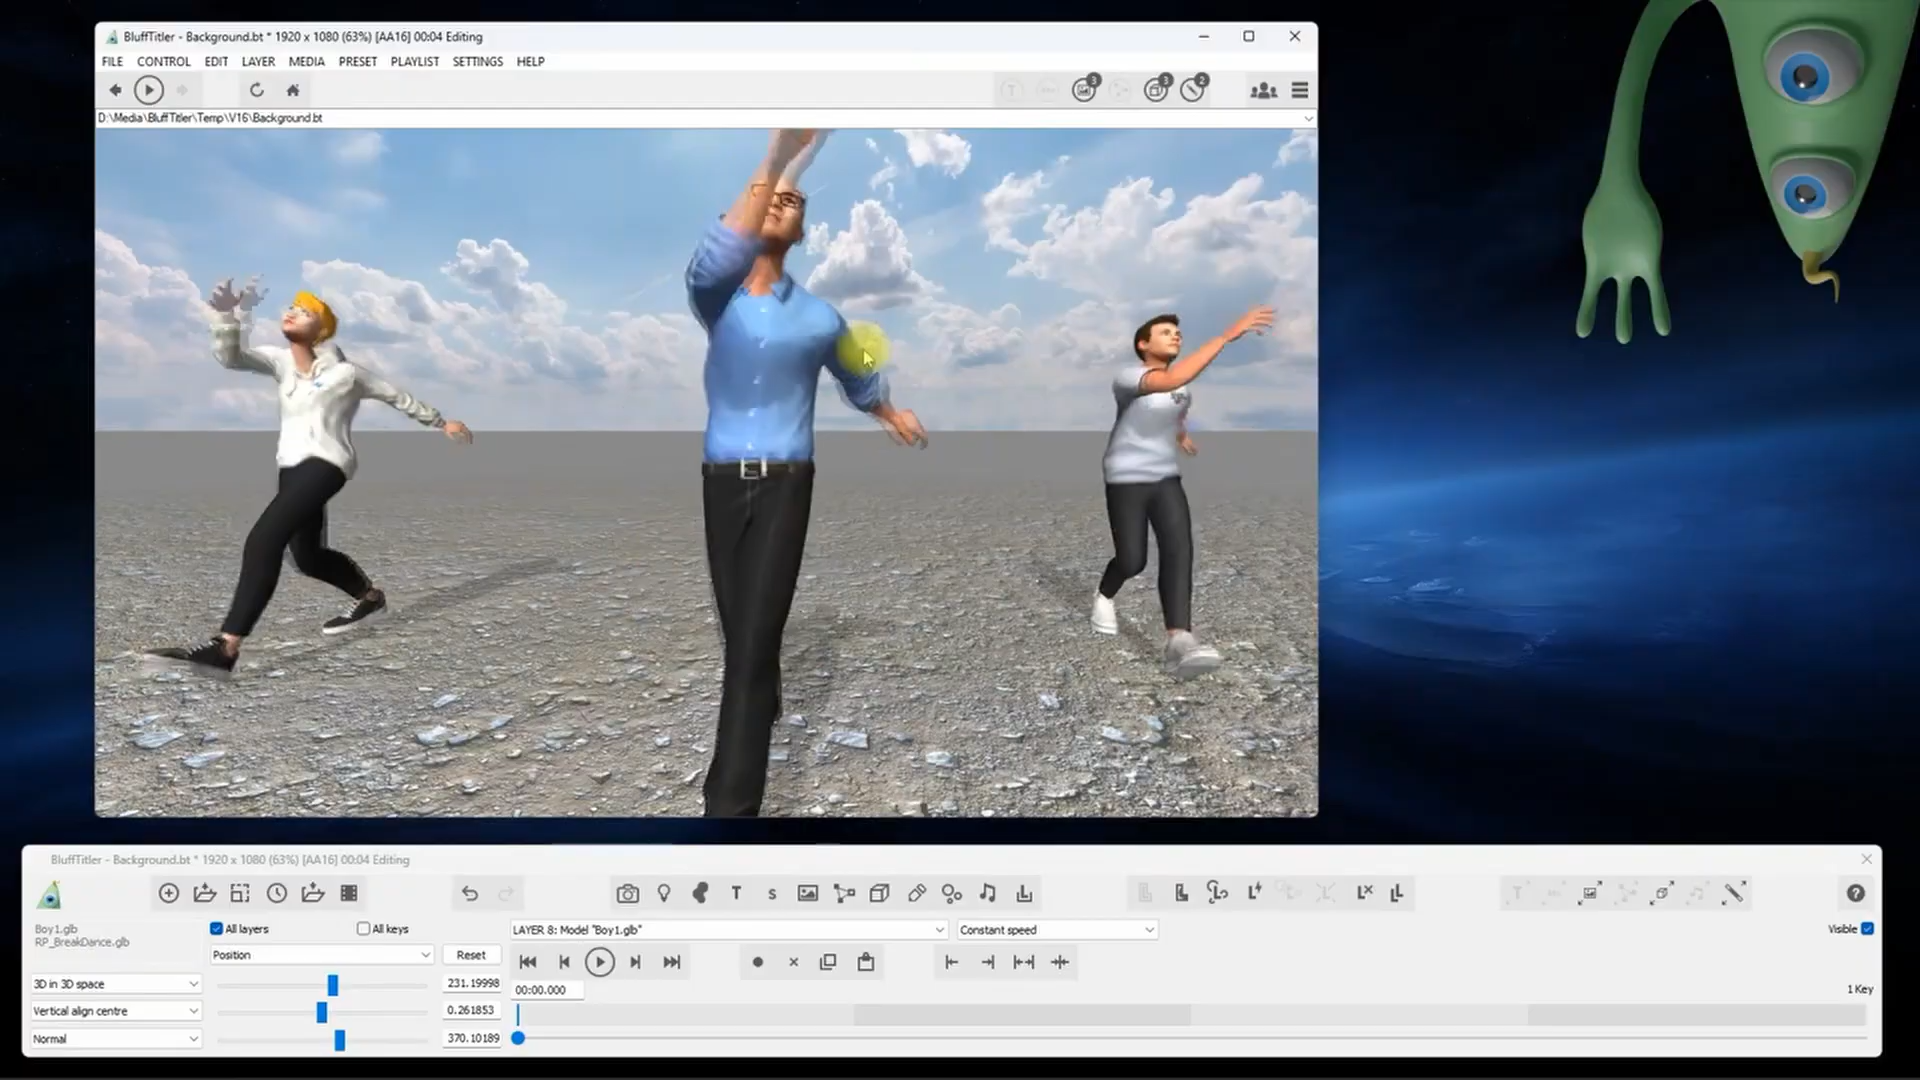 BluffTitler - Background.bt * 1920 x 1080 (63%) [AA16] 00:04 Editing
FILE CONTROL EDIT LAYER MEDIA PRESET PLAYLIST SETTINGS HELP
3 3 2
D:\Media\BluffTitler\Temp\V16\Background.bt
BluffTitler - Background.bt * 1920 x 1080 (63%) [AA16] 00:04 Editing
Boy1.glb
RP_BreakDance.glb
All layers All keys LAYER 8: Model "Boy1.glb" Constant speed Visible
Position Reset
3D in 3D space 231.19998 00:00.000 1 Key
Vertical align centre 0.261853
Normal 370.10189